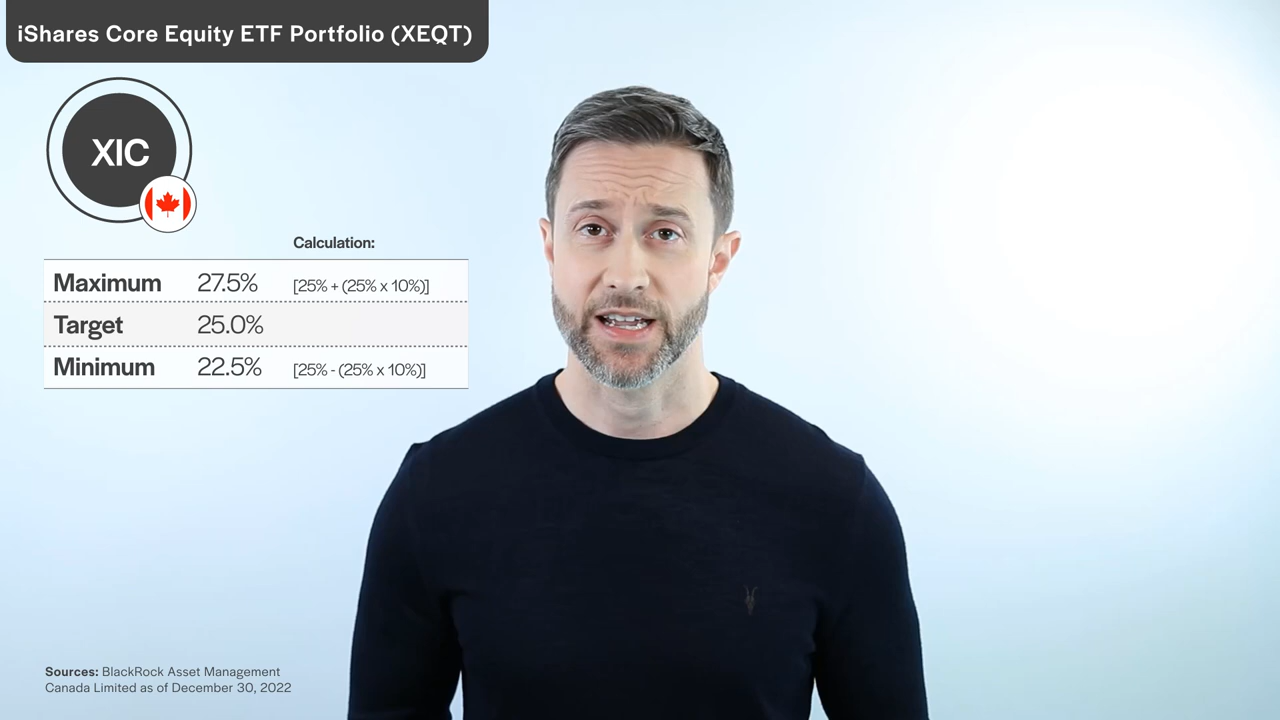 iShares Core Equity ETF Portfolio (XEQT)
XIC
Calculation:
Maximum 27.5% [25% + (25% x 10%)]
Target 25.0%
Minimum 22.5% [25% - (25% x 10%)]
Sources: BlackRock Asset Management
Canada Limited as of December 30, 2022